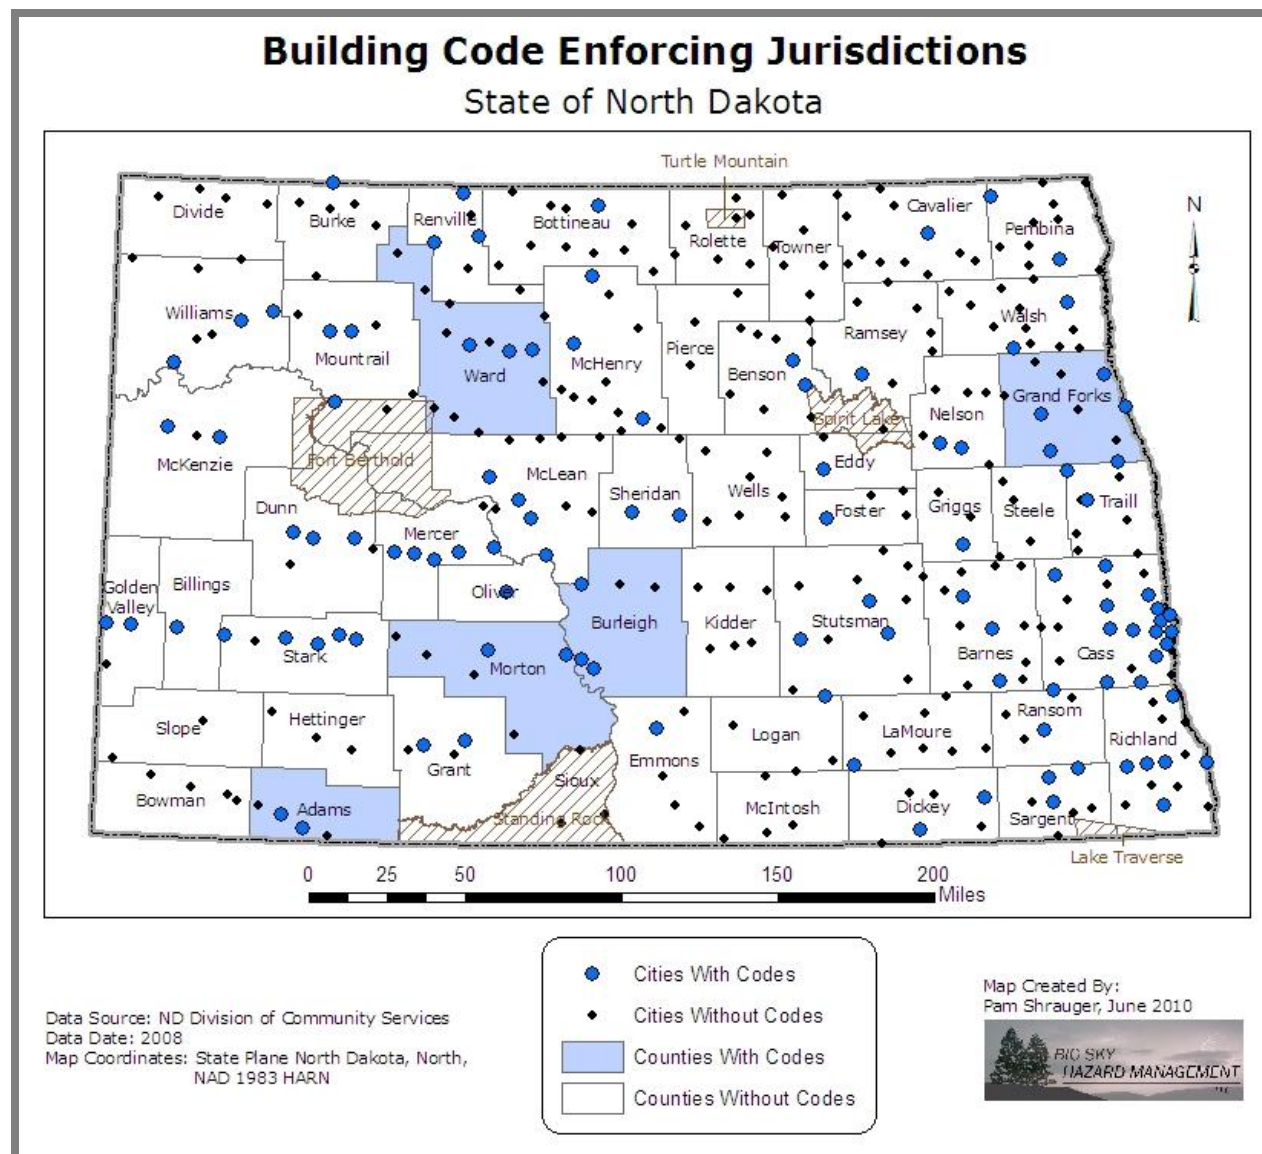 Building Code Enforcing Jurisdictions
State of North Dakota
Turtle Mountain
N
Divide
Burke
Renville
Bottineau
Rolette
Towner
Cavalier
Pembina
Williams
Mountrail
Ward
McHenry
Pierce
Benson
Ramsey
Walsh
Grand Forks
Nelson
Spirit Lake
McKenzie
Fort Berthold
McLean
Sheridan
Wells
Eddy
Foster
Griggs
Steele
Traill
Dunn
Mercer
Golden
Valley
Billings
Oliver
Burleigh
Kidder
Stutsman
Barnes
Cass
Stark
Morton
Slope
Hettinger
Grant
Sioux
Emmons
Logan
LaMoure
Ransom
Richland
Bowman
Adams
Standing Rock
McIntosh
Dickey
Sargent
Lake Traverse
0 25 50 100 150 200
Miles
Cities With Codes
Cities Without Codes
Counties With Codes
Counties Without Codes
Data Source: ND Division of Community Services
Data Date: 2008
Map Coordinates: State Plane North Dakota, North,
NAD 1983 HARN
Map Created By:
Pam Shrauger, June 2010
BIG SKY
HAZARD MANAGEMENT